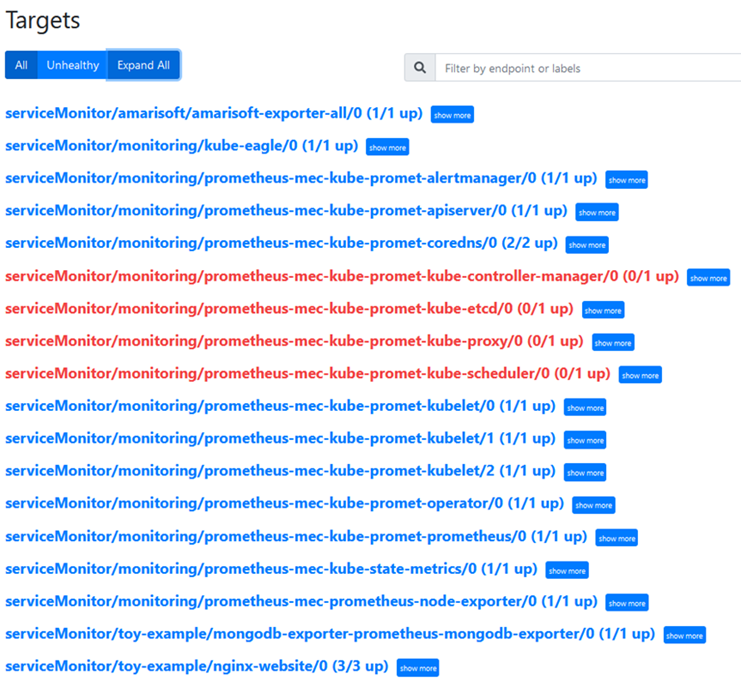 Targets
All Unhealthy Expand All Filter by endpoint or labels
serviceMonitor/amarisoft/amarisoft-exporter-all/0 (1/1 up) show more
serviceMonitor/monitoring/kube-eagle/0 (1/1 up) show more
serviceMonitor/monitoring/prometheus-mec-kube-promet-alertmanager/0 (1/1 up) show more
serviceMonitor/monitoring/prometheus-mec-kube-promet-apiserver/0 (1/1 up) show more
serviceMonitor/monitoring/prometheus-mec-kube-promet-coredns/0 (2/2 up) show more
serviceMonitor/monitoring/prometheus-mec-kube-promet-kube-controller-manager/0 (0/1 up) show more
serviceMonitor/monitoring/prometheus-mec-kube-promet-kube-etcd/0 (0/1 up) show more
serviceMonitor/monitoring/prometheus-mec-kube-promet-kube-proxy/0 (0/1 up) show more
serviceMonitor/monitoring/prometheus-mec-kube-promet-kube-scheduler/0 (0/1 up) show more
serviceMonitor/monitoring/prometheus-mec-kube-promet-kubelet/0 (1/1 up) show more
serviceMonitor/monitoring/prometheus-mec-kube-promet-kubelet/1 (1/1 up) show more
serviceMonitor/monitoring/prometheus-mec-kube-promet-kubelet/2 (1/1 up) show more
serviceMonitor/monitoring/prometheus-mec-kube-promet-operator/0 (1/1 up) show more
serviceMonitor/monitoring/prometheus-mec-kube-promet-prometheus/0 (1/1 up) show more
serviceMonitor/monitoring/prometheus-mec-kube-state-metrics/0 (1/1 up) show more
serviceMonitor/monitoring/prometheus-mec-prometheus-node-exporter/0 (1/1 up) show more
serviceMonitor/toy-example/mongodb-exporter-prometheus-mongodb-exporter/0 (1/1 up) show more
serviceMonitor/toy-example/nginx-website/0 (3/3 up) show more